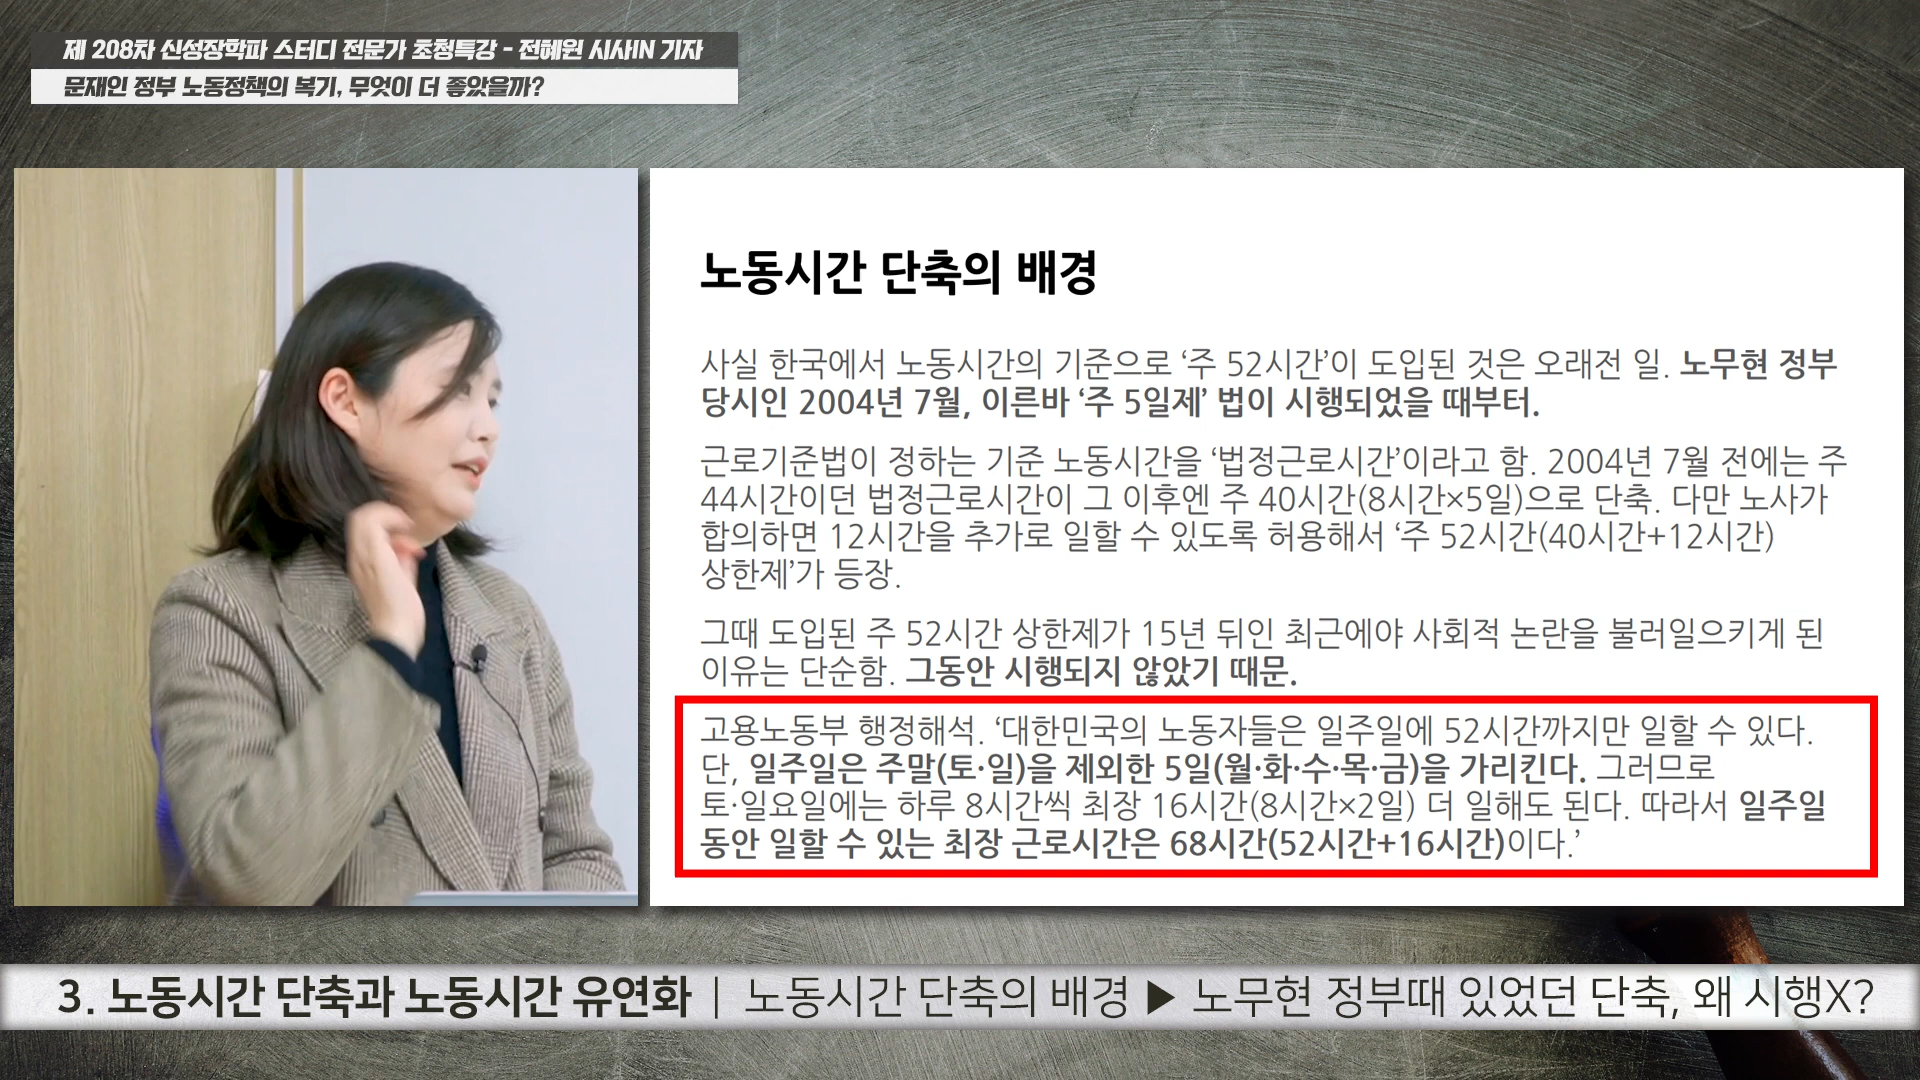 제 208차 신성장학파 스터디 전문가 초청특강 - 전혜원 시사IN 기자
문재인 정부 노동정책의 복기, 무엇이 더 좋았을까?
노동시간 단축의 배경
사실 한국에서 노동시간의 기준으로 ‘주 52시간’이 도입된 것은 오래전 일. 노무현 정부
당시인 2004년 7월, 이른바 ‘주 5일제’ 법이 시행되었을 때부터.
근로기준법이 정하는 기준 노동시간을 ‘법정근로시간’이라고 함. 2004년 7월 전에는 주
44시간이던 법정근로시간이 그 이후엔 주 40시간(8시간×5일)으로 단축. 다만 노사가
합의하면 12시간을 추가로 일할 수 있도록 허용해서 ‘주 52시간(40시간+12시간)
상한제’가 등장.
그때 도입된 주 52시간 상한제가 15년 뒤인 최근에야 사회적 논란을 불러일으키게 된
이유는 단순함. 그동안 시행되지 않았기 때문.
고용노동부 행정해석. ‘대한민국의 노동자들은 일주일에 52시간까지만 일할 수 있다.
단, 일주일은 주말(토·일)을 제외한 5일(월·화·수·목·금)을 가리킨다. 그러므로
토·일요일에는 하루 8시간씩 최장 16시간(8시간×2일) 더 일해도 된다. 따라서 일주일
동안 일할 수 있는 최장 근로시간은 68시간(52시간+16시간)이다.’
3. 노동시간 단축과 노동시간 유연화 | 노동시간 단축의 배경 ▶ 노무현 정부때 있었던 단축, 왜 시행X?